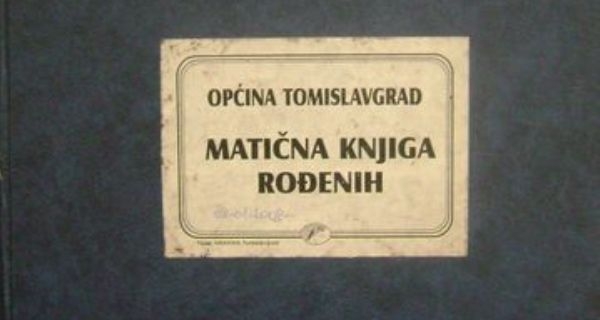 OPĆINA TOMISLAVGRAD
MATIČNA KNJIGA
ROĐENIH